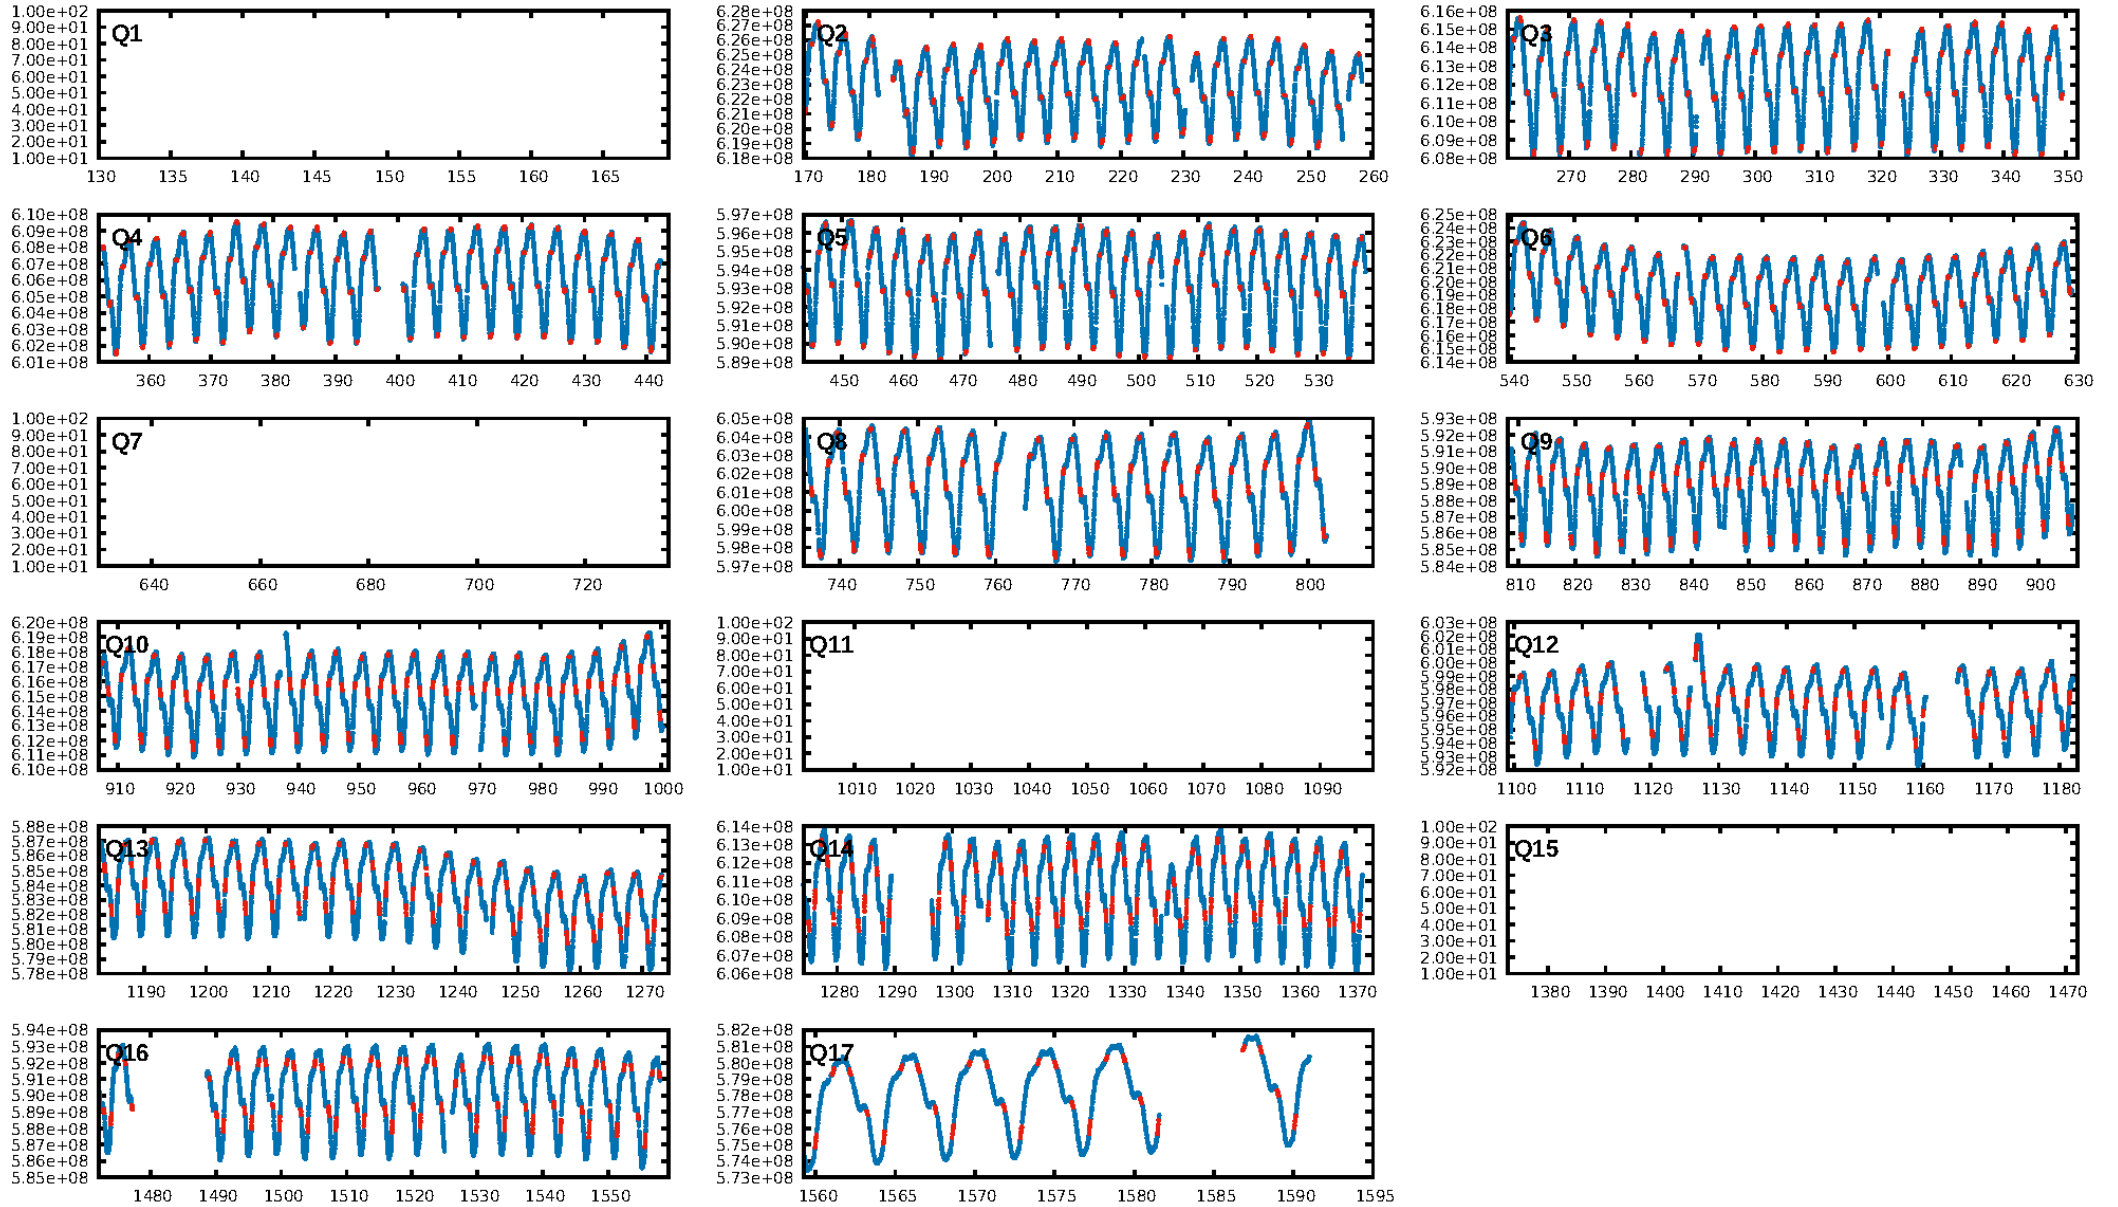 1.00e+02
9.00e+01
8.00e+01
7.00e+01
6.00e+01
5.00e+01
4.00e+01
3.00e+01
2.00e+01
1.00e+01
Q1
130 135 140 145 150 155 160 165
6.28e+08
6.27e+08
6.26e+08
6.25e+08
6.24e+08
6.23e+08
6.22e+08
6.21e+08
6.20e+08
6.19e+08
6.18e+08
Q2
170 180 190 200 210 220 230 240 250 260
6.16e+08
6.15e+08
6.14e+08
6.13e+08
6.12e+08
6.11e+08
6.10e+08
6.09e+08
6.08e+08
Q3
270 280 290 300 310 320 330 340 350
6.10e+08
6.09e+08
6.08e+08
6.07e+08
6.06e+08
6.05e+08
6.04e+08
6.03e+08
6.02e+08
6.01e+08
Q4
360 370 380 390 400 410 420 430 440
5.97e+08
5.96e+08
5.95e+08
5.94e+08
5.93e+08
5.92e+08
5.91e+08
5.90e+08
5.89e+08
Q5
450 460 470 480 490 500 510 520 530
6.25e+08
6.24e+08
6.23e+08
6.22e+08
6.21e+08
6.20e+08
6.19e+08
6.18e+08
6.17e+08
6.16e+08
6.15e+08
6.14e+08
Q6
540 550 560 570 580 590 600 610 620 630
1.00e+02
9.00e+01
8.00e+01
7.00e+01
6.00e+01
5.00e+01
4.00e+01
3.00e+01
2.00e+01
1.00e+01
Q7
640 660 680 700 720
6.05e+08
6.04e+08
6.03e+08
6.02e+08
6.01e+08
6.00e+08
5.99e+08
5.98e+08
5.97e+08
Q8
740 750 760 770 780 790 800
5.93e+08
5.92e+08
5.91e+08
5.90e+08
5.89e+08
5.88e+08
5.87e+08
5.86e+08
5.85e+08
5.84e+08
Q9
810 820 830 840 850 860 870 880 890 900
6.20e+08
6.19e+08
6.18e+08
6.17e+08
6.16e+08
6.15e+08
6.14e+08
6.13e+08
6.12e+08
6.11e+08
6.10e+08
Q10
910 920 930 940 950 960 970 980 990 1000
1.00e+02
9.00e+01
8.00e+01
7.00e+01
6.00e+01
5.00e+01
4.00e+01
3.00e+01
2.00e+01
1.00e+01
Q11
1010 1020 1030 1040 1050 1060 1070 1080 1090
6.03e+08
6.02e+08
6.01e+08
6.00e+08
5.99e+08
5.98e+08
5.97e+08
5.96e+08
5.95e+08
5.94e+08
5.93e+08
5.92e+08
Q12
1100 1110 1120 1130 1140 1150 1160 1170 1180
5.88e+08
5.87e+08
5.86e+08
5.85e+08
5.84e+08
5.83e+08
5.82e+08
5.81e+08
5.80e+08
5.79e+08
5.78e+08
Q13
1190 1200 1210 1220 1230 1240 1250 1260 1270
6.14e+08
6.13e+08
6.12e+08
6.11e+08
6.10e+08
6.09e+08
6.08e+08
6.07e+08
6.06e+08
Q14
1280 1290 1300 1310 1320 1330 1340 1350 1360 1370
1.00e+02
9.00e+01
8.00e+01
7.00e+01
6.00e+01
5.00e+01
4.00e+01
3.00e+01
2.00e+01
1.00e+01
Q15
1380 1390 1400 1410 1420 1430 1440 1450 1460 1470
5.94e+08
5.93e+08
5.92e+08
5.91e+08
5.90e+08
5.89e+08
5.88e+08
5.87e+08
5.86e+08
5.85e+08
Q16
1480 1490 1500 1510 1520 1530 1540 1550
5.82e+08
5.81e+08
5.80e+08
5.79e+08
5.78e+08
5.77e+08
5.76e+08
5.75e+08
5.74e+08
5.73e+08
Q17
1560 1565 1570 1575 1580 1585 1590 1595